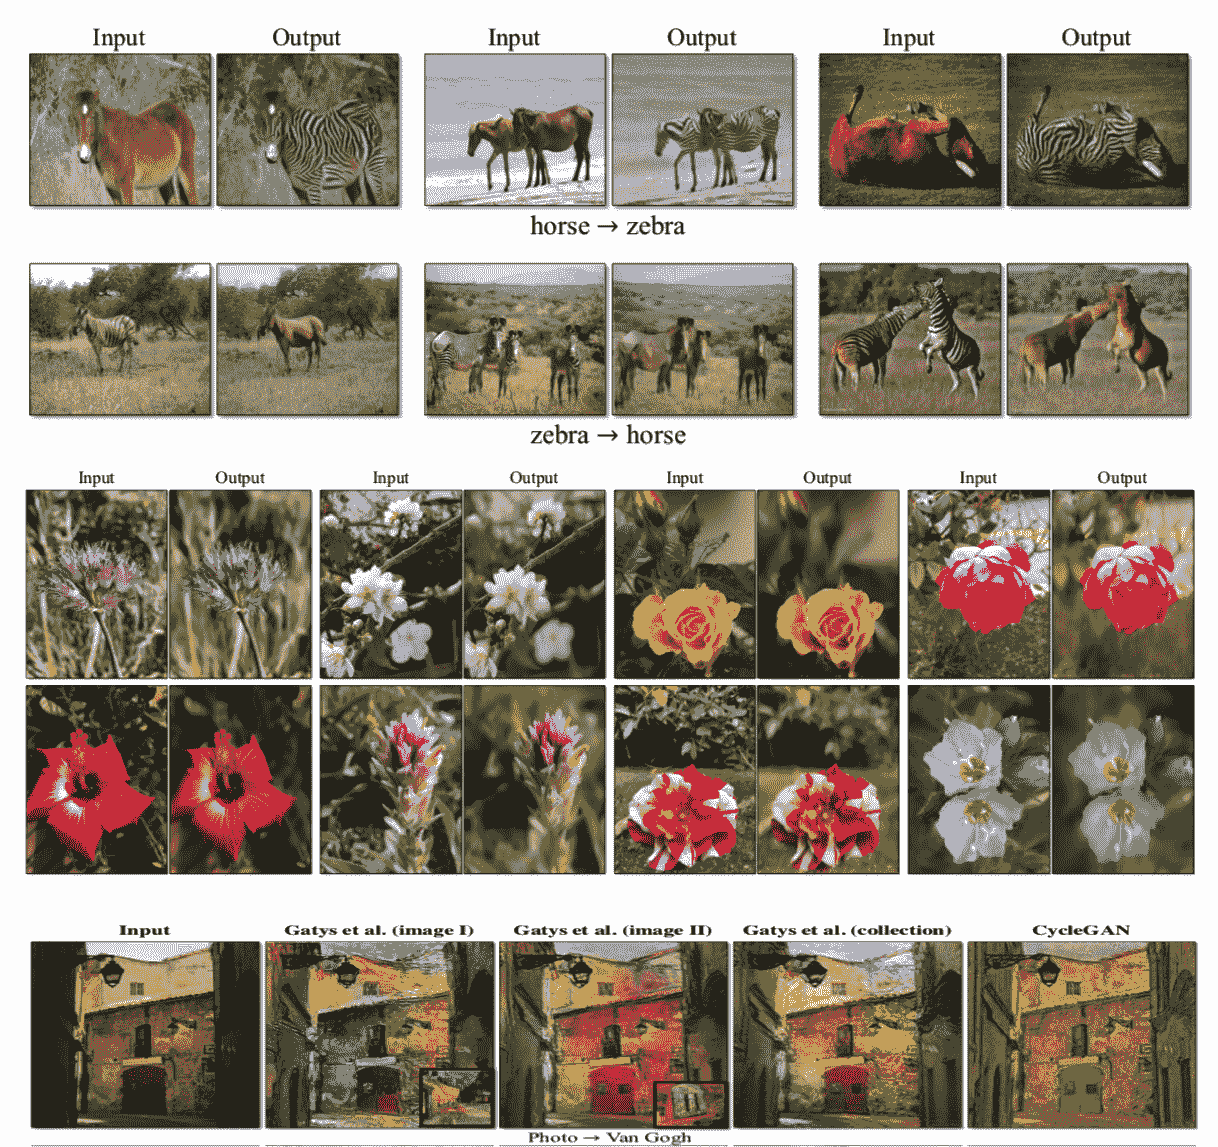 Input Output Input Output Input Output
horse → zebra
zebra → horse
Input Output Input Output Input Output Input Output
Input Gatys et al. (image I) Gatys et al. (image II) Gatys et al. (collection) CycleGAN
Photo → Van Gogh